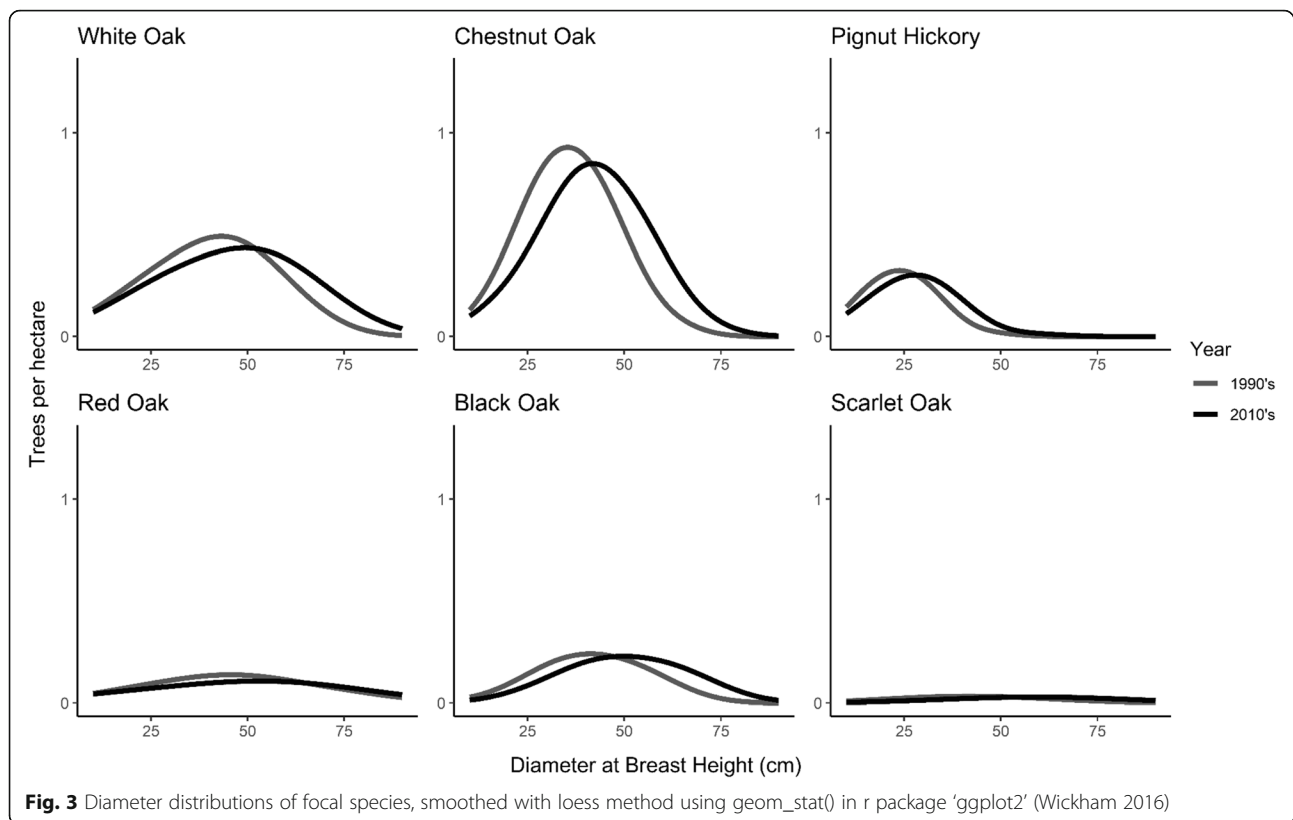 White Oak
Chestnut Oak
Pignut Hickory
1
0
25
50
75
1
0
25
50
75
1
0
25
50
75
Red Oak
Black Oak
Scarlet Oak
1
0
25
50
75
1
0
25
50
75
1
0
25
50
75
Trees per hectare
Diameter at Breast Height (cm)
Year
1990's
2010's
Fig. 3 Diameter distributions of focal species, smoothed with loess method using geom_stat() in r package 'ggplot2' (Wickham 2016)